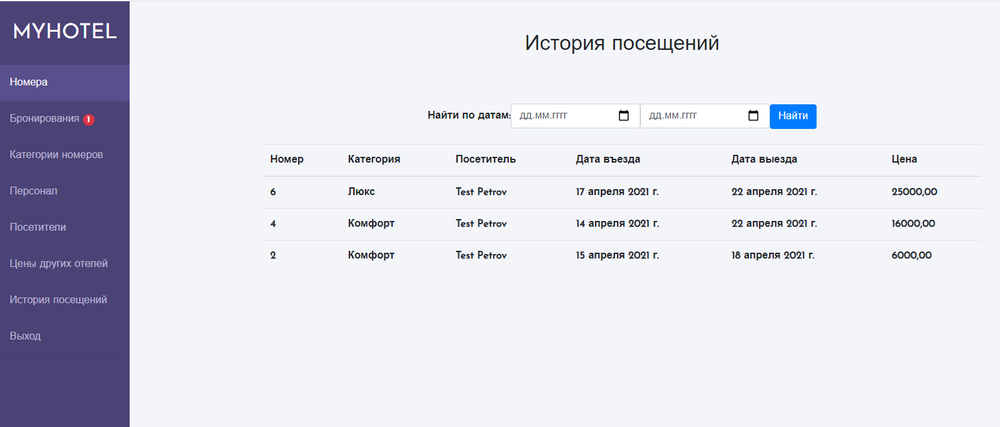 MYHOTEL
Номера
Бронирования 1
Категории номеров
Персонал
Посетители
Цены других отелей
История посещений
Выход
История посещений
Найти по датам: ДД.ММ.ГГГГ ДД.ММ.ГГГГ Найти
Номер Категория Посетитель Дата въезда Дата выезда Цена
6 Люкс Test Petrov 17 апреля 2021 г. 22 апреля 2021 г. 25000,00
4 Комфорт Test Petrov 14 апреля 2021 г. 22 апреля 2021 г. 16000,00
2 Комфорт Test Petrov 15 апреля 2021 г. 18 апреля 2021 г. 6000,00